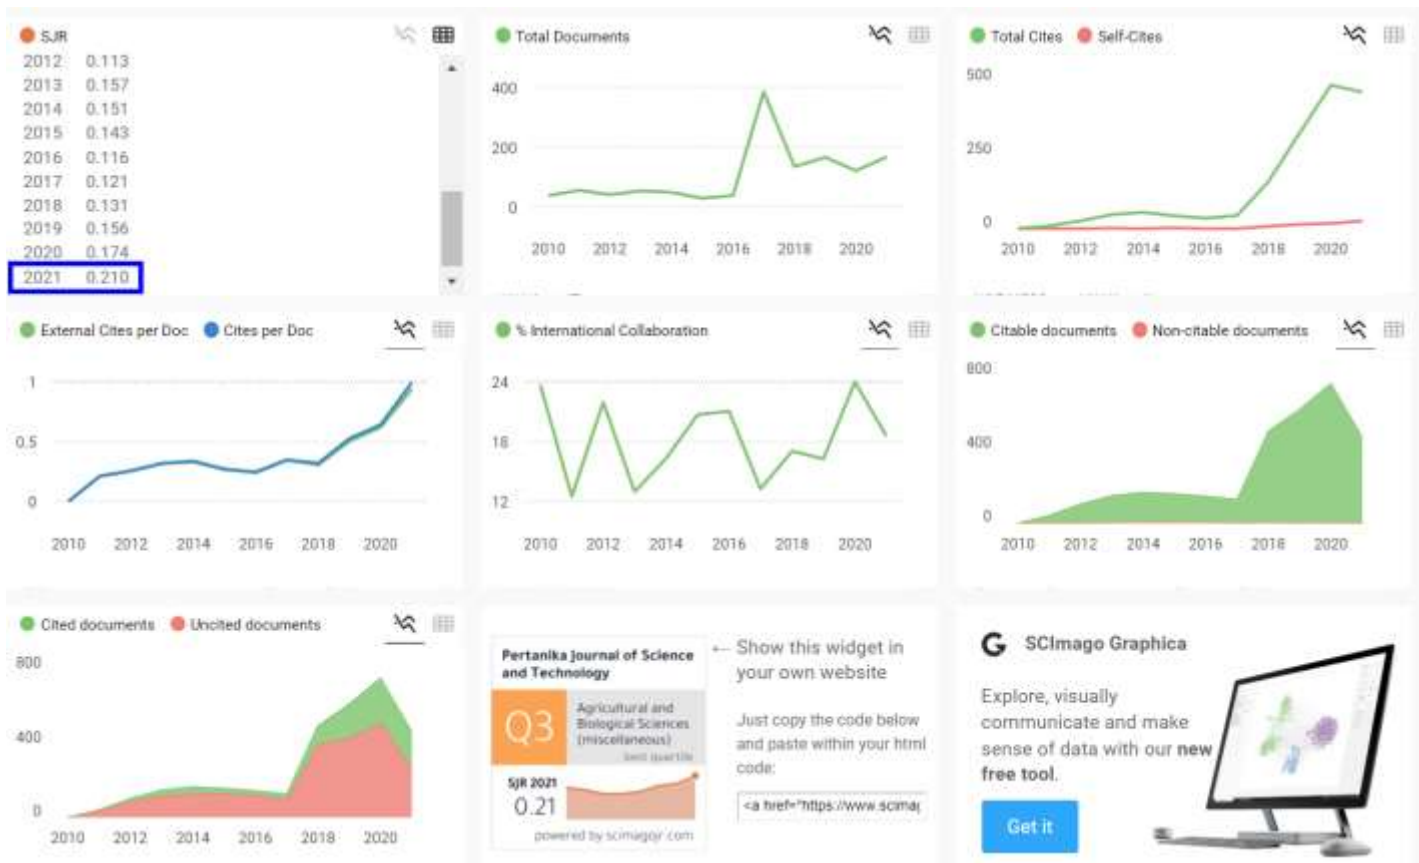 SJR
2012 0.113
2013 0.157
2014 0.151
2015 0.143
2016 0.116
2017 0.121
2018 0.131
2019 0.156
2020 0.174
2021 0.210
Total Documents
400
200
0
2010 2012 2014 2016 2018 2020
Total Cites Self-Cites
500
250
0
2010 2012 2014 2016 2018 2020
External Cites per Doc Cites per Doc
1
0.5
0
2010 2012 2014 2016 2018 2020
% International Collaboration
24
18
12
2010 2012 2014 2016 2018 2020
Citable documents Non-citable documents
800
400
0
2010 2012 2014 2016 2018 2020
Cited documents Uncited documents
800
400
0
2010 2012 2014 2016 2018 2020
Pertanika Journal of Science
and Technology
Q3
Agricultural and
Biological Sciences
(miscellaneous)
best quartile
SJR 2021
0.21
powered by scimagojr.com
← Show this widget in
your own website
Just copy the code below
and paste within your html
code:
<a href="https://www.scimag
G SCImago Graphica
Explore, visually
communicate and make
sense of data with our new
free tool.
Get it